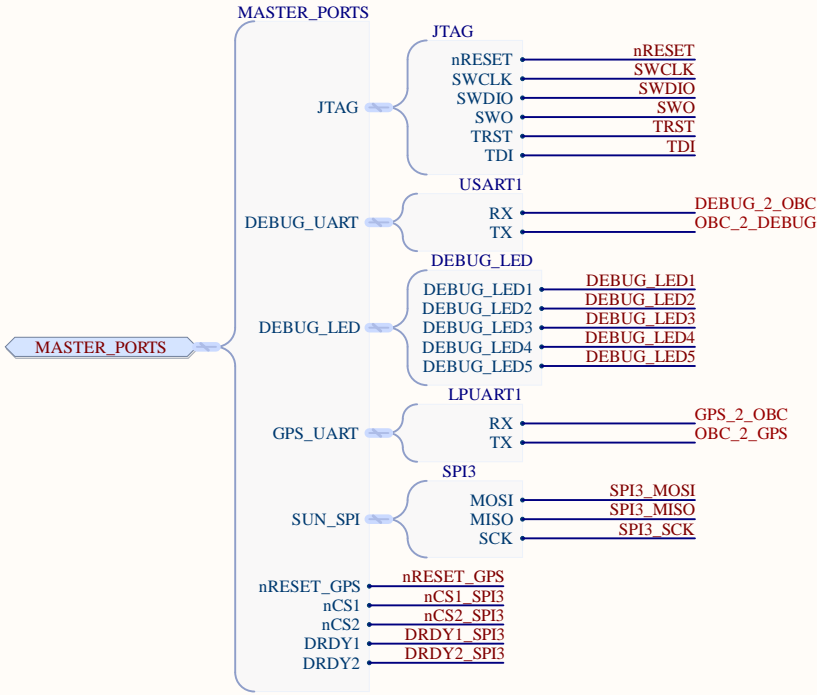 MASTER_PORTS
JTAG
nRESET nRESET
SWCLK SWCLK
SWDIO SWDIO
JTAG
SWO SWO
TRST TRST
TDI TDI
USART1
RX DEBUG_2_OBC
DEBUG_UART
TX OBC_2_DEBUG
DEBUG_LED
DEBUG_LED1 DEBUG_LED1
DEBUG_LED2 DEBUG_LED2
DEBUG_LED DEBUG_LED3 DEBUG_LED3
MASTER_PORTS
DEBUG_LED4 DEBUG_LED4
DEBUG_LED5 DEBUG_LED5
LPUART1
RX GPS_2_OBC
GPS_UART
TX OBC_2_GPS
SPI3
MOSI SPI3_MOSI
SUN_SPI MISO SPI3_MISO
SCK SPI3_SCK
nRESET_GPS nRESET_GPS
nCS1 nCS1_SPI3
nCS2 nCS2_SPI3
DRDY1 DRDY1_SPI3
DRDY2 DRDY2_SPI3